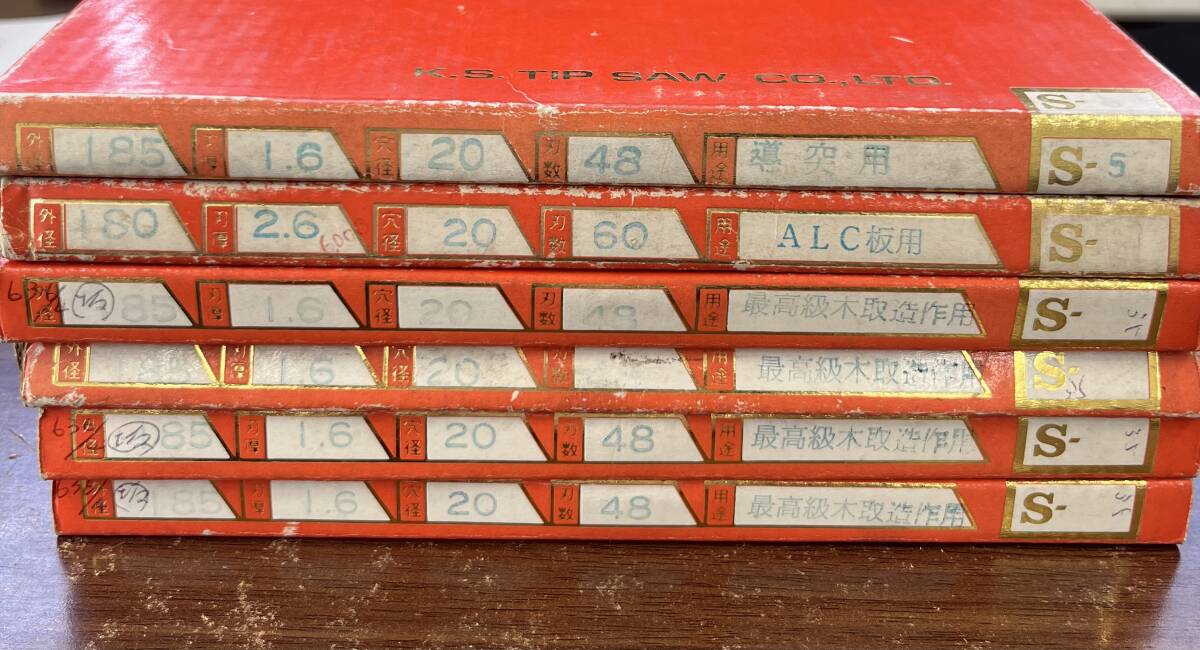 K.S. TIP SAW CO.,LTD.
S-
外径 185 刃厚 1.6 穴径 20 刃数 48 用途 導突用 S-S
外径 180 刃厚 2.6 穴径 20 刃数 60 用途 ALC板用 S-
外径 85 刃厚 1.6 穴径 20 刃数 48 用途 最高級木取造作用 S-
外径 185 刃厚 1.6 穴径 20 刃数 用途 最高級木取造作用 S-
外径 85 刃厚 1.6 穴径 20 刃数 48 用途 最高級木取造作用 S-
径 185 刃厚 1.6 穴径 20 刃数 48 用途 最高級木取造作用 S-